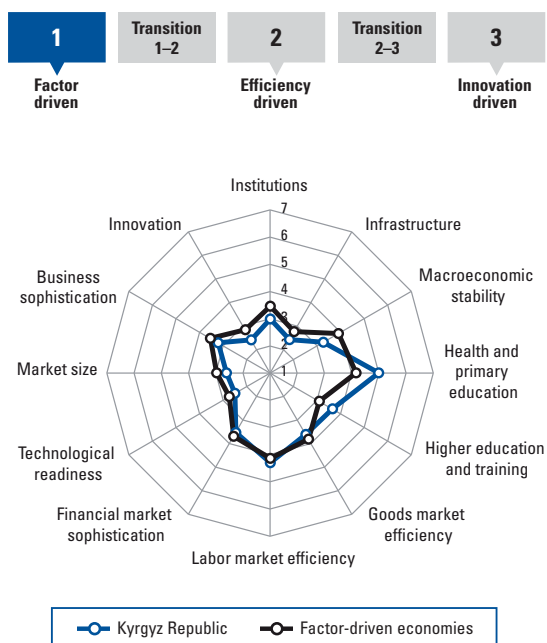 1
Transition
1–2
2
Transition
2–3
3
Factor
driven
Efficiency
driven
Innovation
driven
Institutions
7
6
5
4
3
2
1
Infrastructure
Macroeconomic
stability
Health and
primary
education
Higher education
and training
Goods market
efficiency
Labor market efficiency
Financial market
sophistication
Technological
readiness
Market size
Business
sophistication
Innovation
Kyrgyz Republic
Factor-driven economies